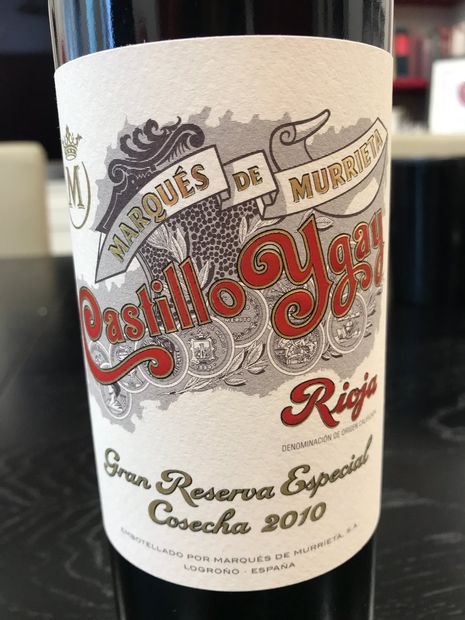 M
MARQUÉS DE MURRIETA
Castillo Ygay
Rioja
DENOMINACIÓN DE ORIGEN CALIFICADA
Gran Reserva Especial
Cosecha 2010
EMBOTELLADO POR MARQUÉS DE MURRIETA, S.A.
LOGROÑO - ESPAÑA